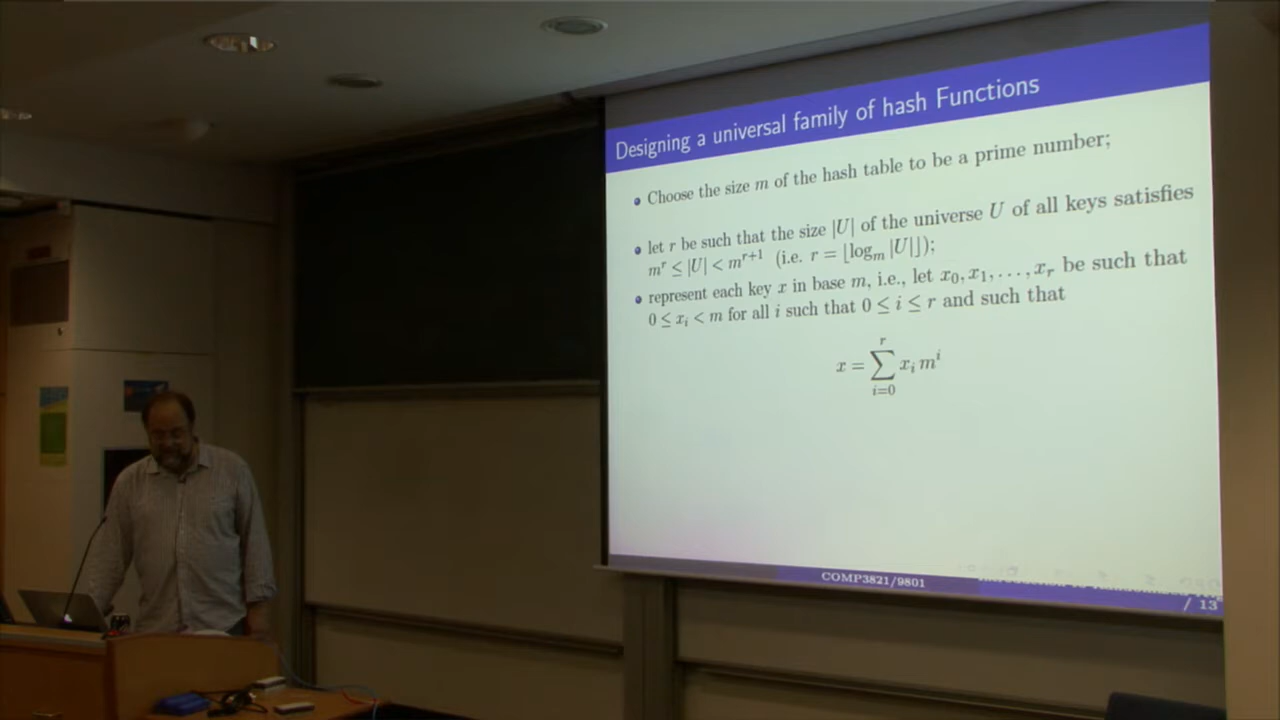 Designing a universal family of hash Functions
Choose the size m of the hash table to be a prime number;
let r be such that the size |U| of the universe U of all keys satisfies
m^r ≤ |U| < m^{r+1} (i.e. r = ⌊log_m |U|⌋);
represent each key x in base m, i.e., let x_0, x_1, . . . , x_r be such that
0 ≤ x_i < m for all i such that 0 ≤ i ≤ r and such that
x = \sum_{i=0}^{r} x_i m^i
COMP3821/9801
/ 13